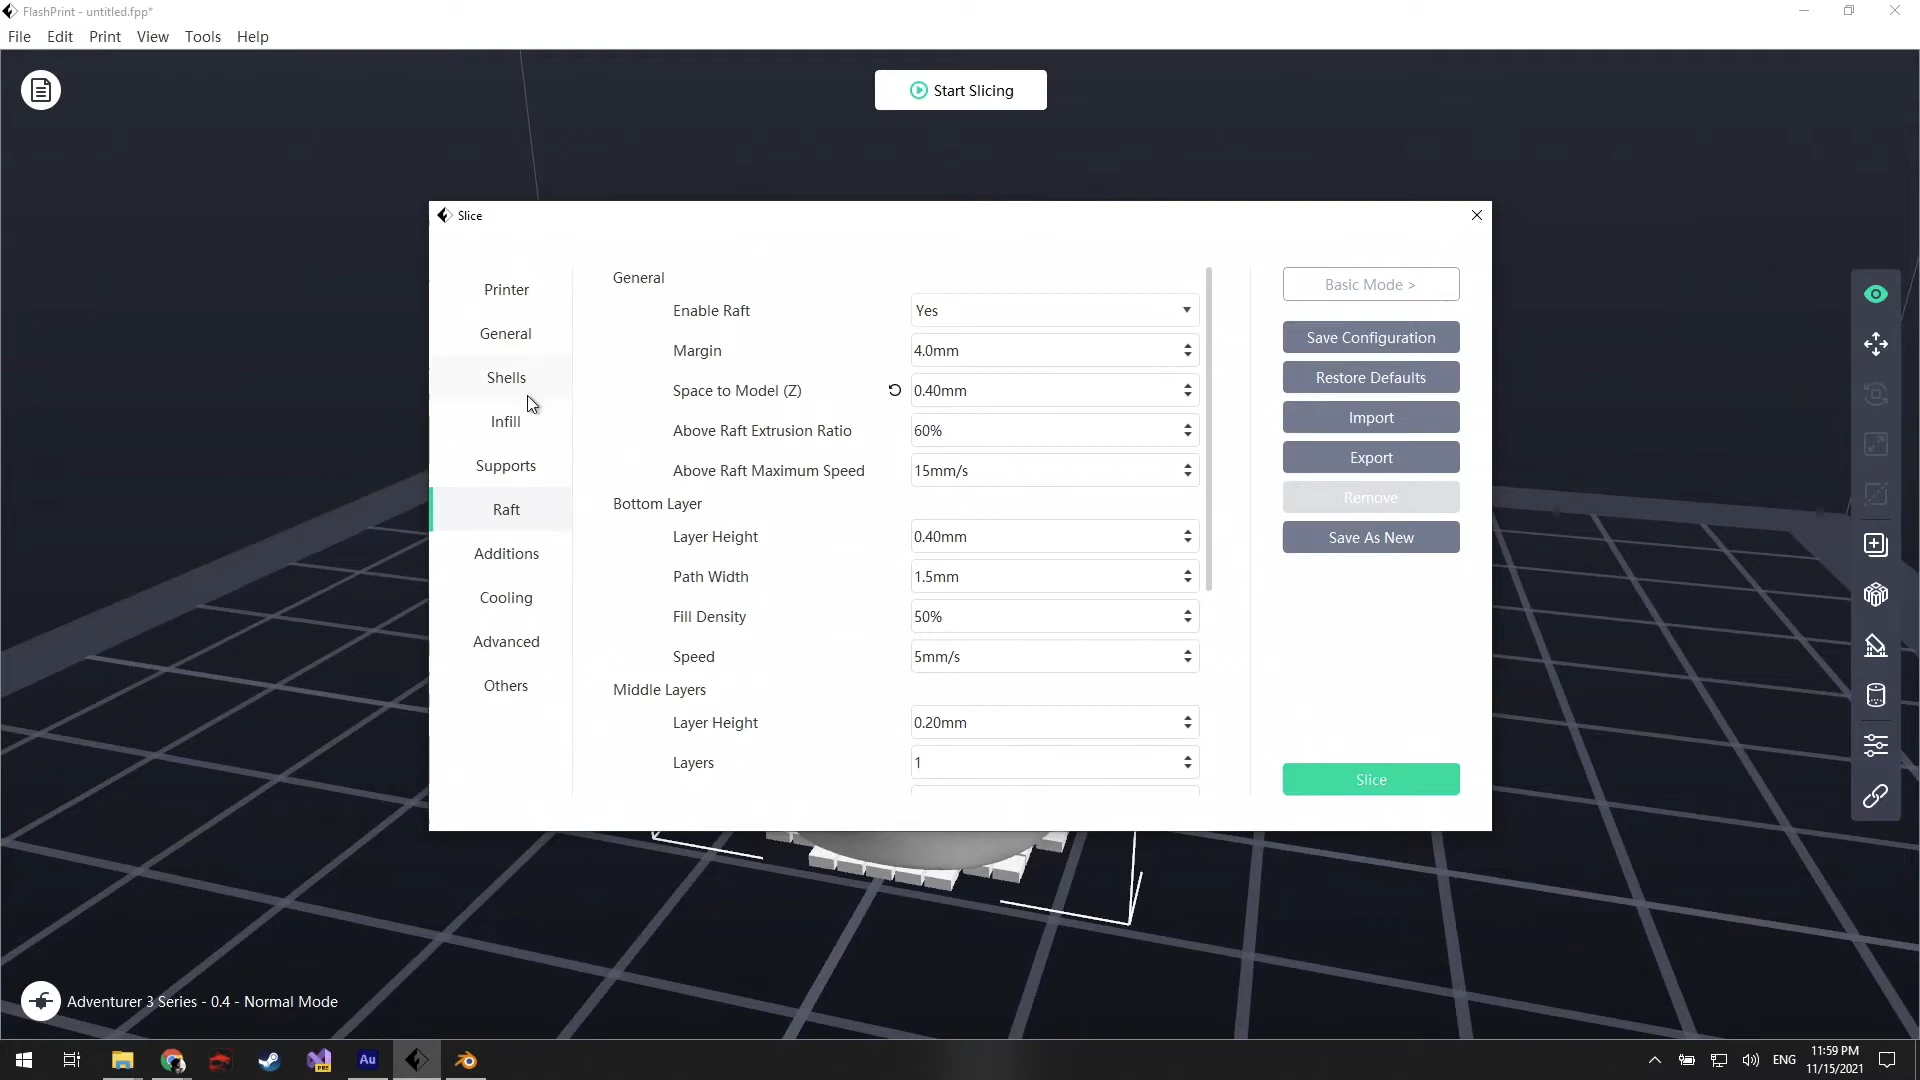 FlashPrint - untitled.fpp*
File Edit Print View Tools Help
Start Slicing
Slice
Printer
General
Shells
Infill
Supports
Raft
Additions
Cooling
Advanced
Others
General
Enable Raft Yes
Margin 4.0mm
Space to Model (Z) 0.40mm
Above Raft Extrusion Ratio 60%
Above Raft Maximum Speed 15mm/s
Bottom Layer
Layer Height 0.40mm
Path Width 1.5mm
Fill Density 50%
Speed 5mm/s
Middle Layers
Layer Height 0.20mm
Layers 1
Basic Mode >
Save Configuration
Restore Defaults
Import
Export
Remove
Save As New
Slice
Adventurer 3 Series - 0.4 - Normal Mode
Au
PRE
ENG
11:59 PM
11/15/2021